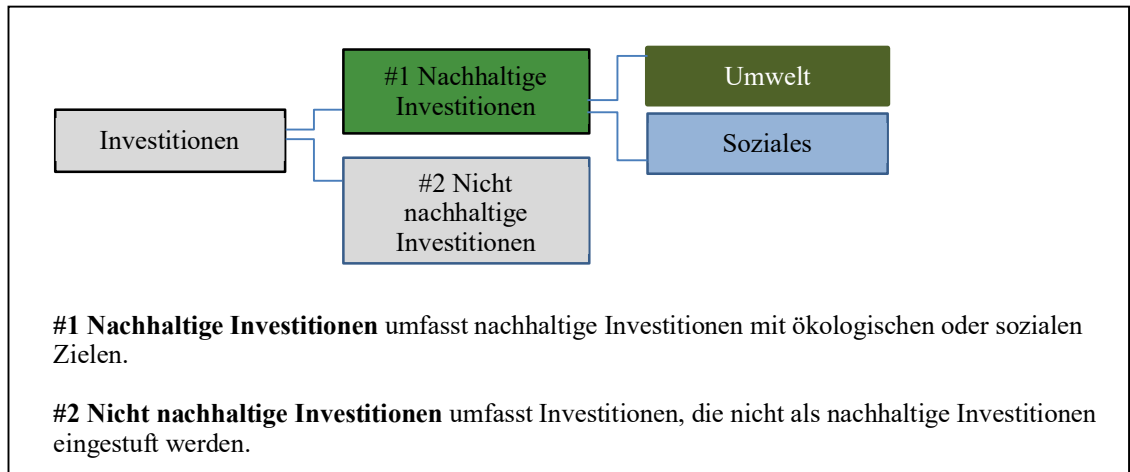 #1 Nachhaltige
Investitionen
Umwelt
Investitionen
Soziales
#2 Nicht
nachhaltige
Investitionen
#1 Nachhaltige Investitionen umfasst nachhaltige Investitionen mit ökologischen oder sozialen
Zielen.
#2 Nicht nachhaltige Investitionen umfasst Investitionen, die nicht als nachhaltige Investitionen
eingestuft werden.